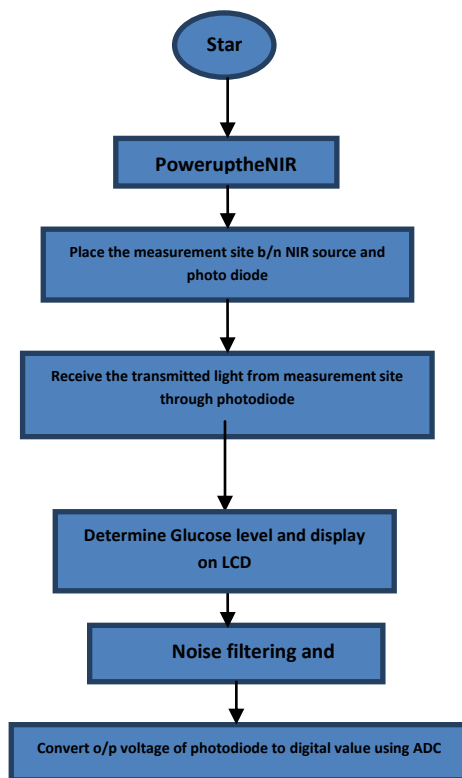 Star
PoweruptheNIR
Place the measurement site b/n NIR source and
photo diode
Receive the transmitted light from measurement site
through photodiode
Determine Glucose level and display
on LCD
Noise filtering and
Convert o/p voltage of photodiode to digital value using ADC